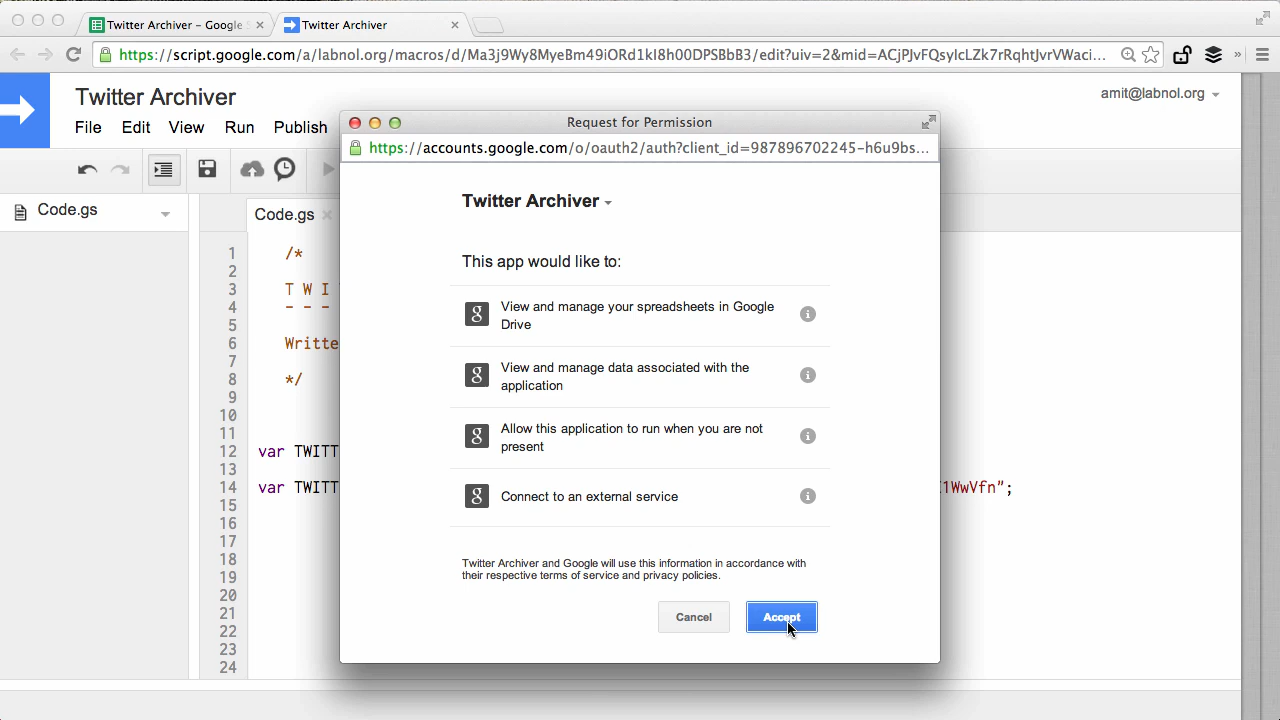 Twitter Archiver – Google S
Twitter Archiver
https://script.google.com/a/labnol.org/macros/d/Ma3j9Wy8MyeBm49iORd1kI8h00DPSBbB3/edit?uiv=2&mid=ACjPJvFQsyIcLZk7rRqhtJvrVWaci...
Twitter Archiver
amit@labnol.org
File Edit View Run Publish
Request for Permission
https://accounts.google.com/o/oauth2/auth?client_id=987896702245-h6u9bs...
Code.gs
Code.gs
Twitter Archiver
This app would like to:
View and manage your spreadsheets in Google
Drive
View and manage data associated with the
application
Allow this application to run when you are not
present
Connect to an external service
Twitter Archiver and Google will use this information in accordance with
their respective terms of service and privacy policies.
Cancel Accept
1 /*
2
3 T W I
4 - - -
5
6 Writte
7
8 */
9
10
11
12 var TWITT
13
14 var TWITT 1WwVfn";
15
16
17
18
19
20
21
22
23
24